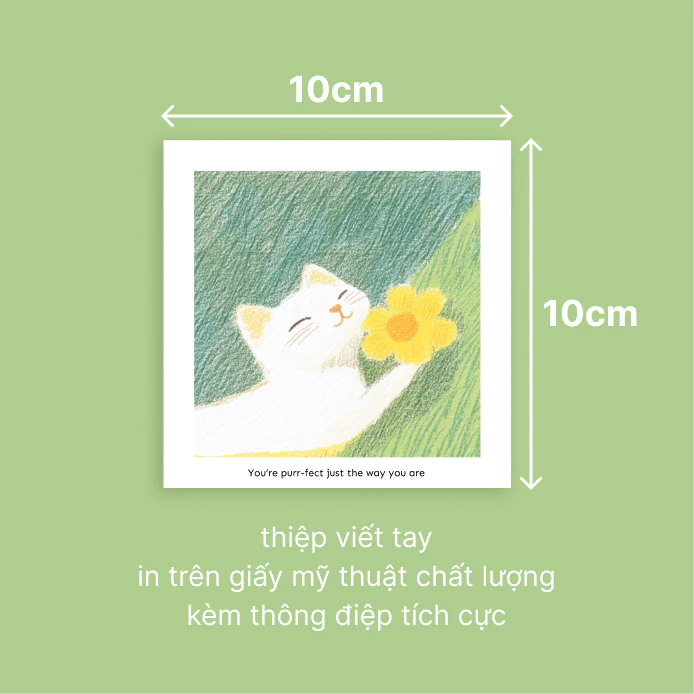 10cm
10cm
You're purr-fect just the way you are
thiệp viết tay
in trên giấy mỹ thuật chất lượng
kèm thông điệp tích cực